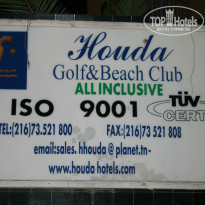 TOP Hotels
Houda
Golf&Beach Club
ALL INCLUSIVE
ISO 9001 TÜV
CERT
TEL:(216)73.521 800 FAX:(216)73 521 808
email:sales.hhouda@planet.tn-
www.houda hotels.com